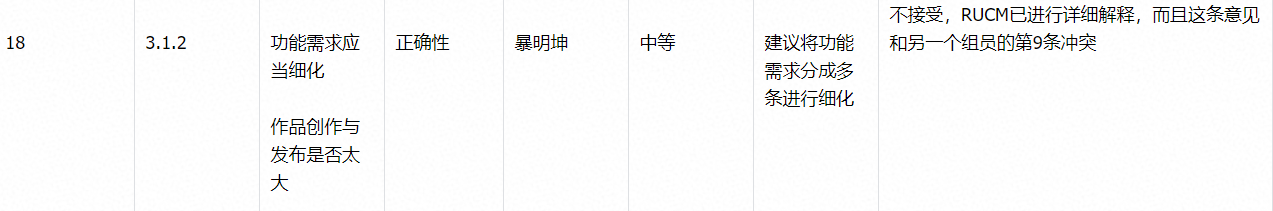 18
3.1.2
功能需求应
当细化
作品创作与
发布是否太
大
正确性
暴明坤
中等
建议将功能
需求分成多
条进行细化
不接受，RUCM已进行详细解释，而且这条意见
和另一个组员的第9条冲突